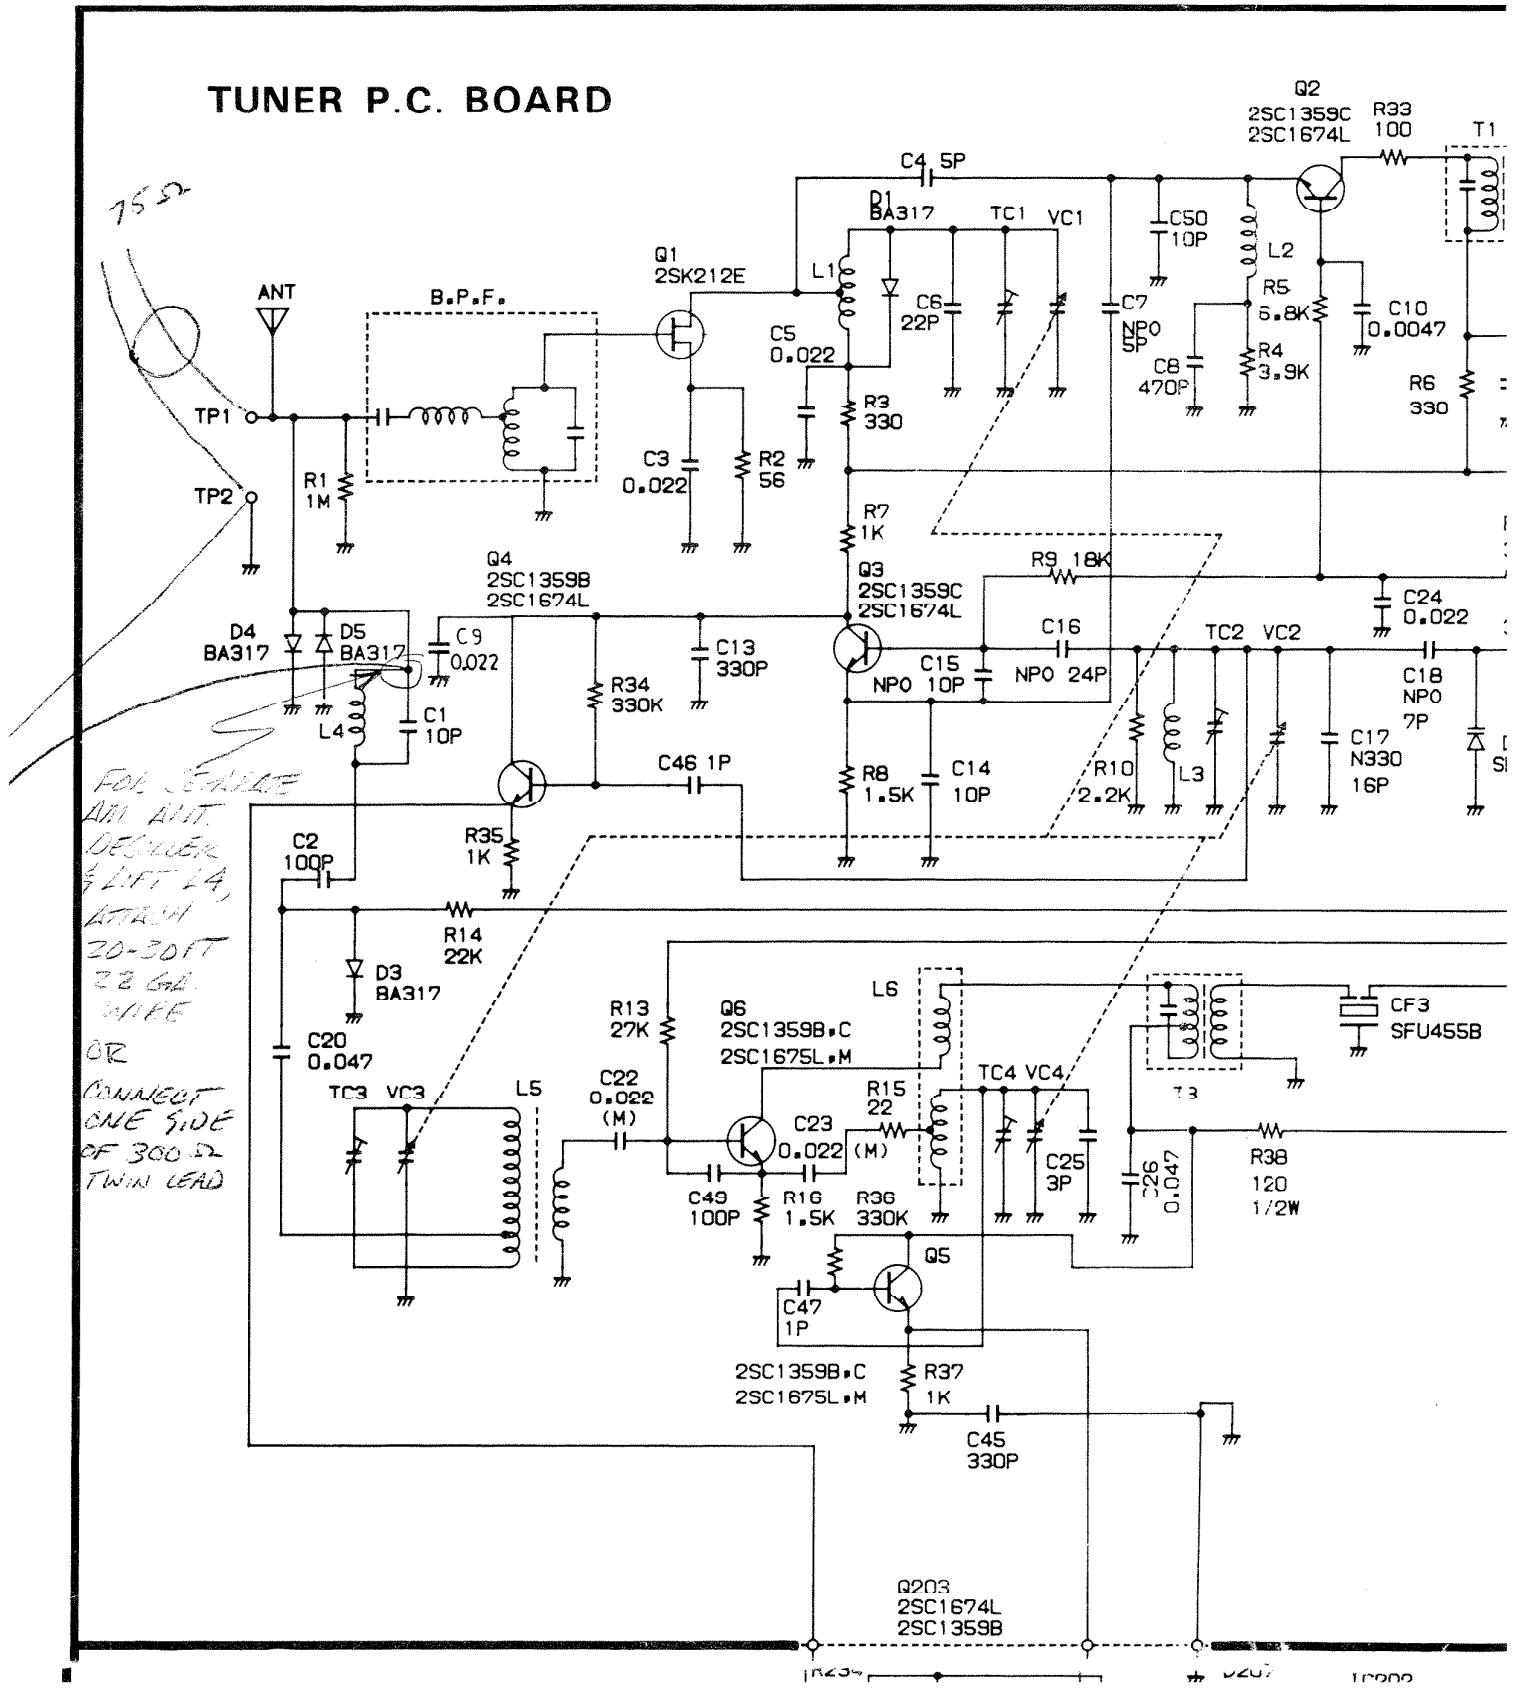 TUNER P.C. BOARD
Q2
2SC1359C
2SC1674L
R33
100
T1
C4 5P
75 Ω
D1
BA317
TC1
VC1
C50
10P
L2
Q1
2SK212E
L1
ANT
B.P.F.
C6
22P
C7
NPO
5P
R5
6.8K
C10
0.0047
C5
0.022
C8
470P
R4
3.9K
R6
330
R3
330
TP1
TP2
R1
1M
C3
0.022
R2
56
R7
1K
Q4
2SC1359B
2SC1674L
Q3
2SC1359C
2SC1674L
R9 18K
C24
0.022
D4
BA317
D5
BA317
C9
0.022
C13
330P
C16
NPO 24P
TC2
VC2
C15
NPO 10P
C18
NPO
7P
R34
330K
L4
C1
10P
C46 1P
R8
1.5K
C14
10P
R10
2.2K
L3
C17
N330
16P
FOR SEPARATE
AM ANT.
DESOLDER
& LIFT L4,
ATTACH
20-30 FT
22 GA.
WIRE
OR
CONNECT
ONE SIDE
OF 300 Ω
TWIN LEAD
R35
1K
C2
100P
R14
22K
D3
BA317
R13
27K
Q6
2SC1359B.C
2SC1675L.M
L6
CF3
SFU455B
C20
0.047
TC3
VC3
L5
C22
0.022
(M)
R15
22
TC4
VC4
T3
C23
0.022 (M)
C25
3P
C26
0.047
R38
120
1/2W
C49
100P
R16
1.5K
R36
330K
Q5
C47
1P
2SC1359B.C
2SC1675L.M
R37
1K
C45
330P
Q203
2SC1674L
2SC1359B
R234
D207
IC202